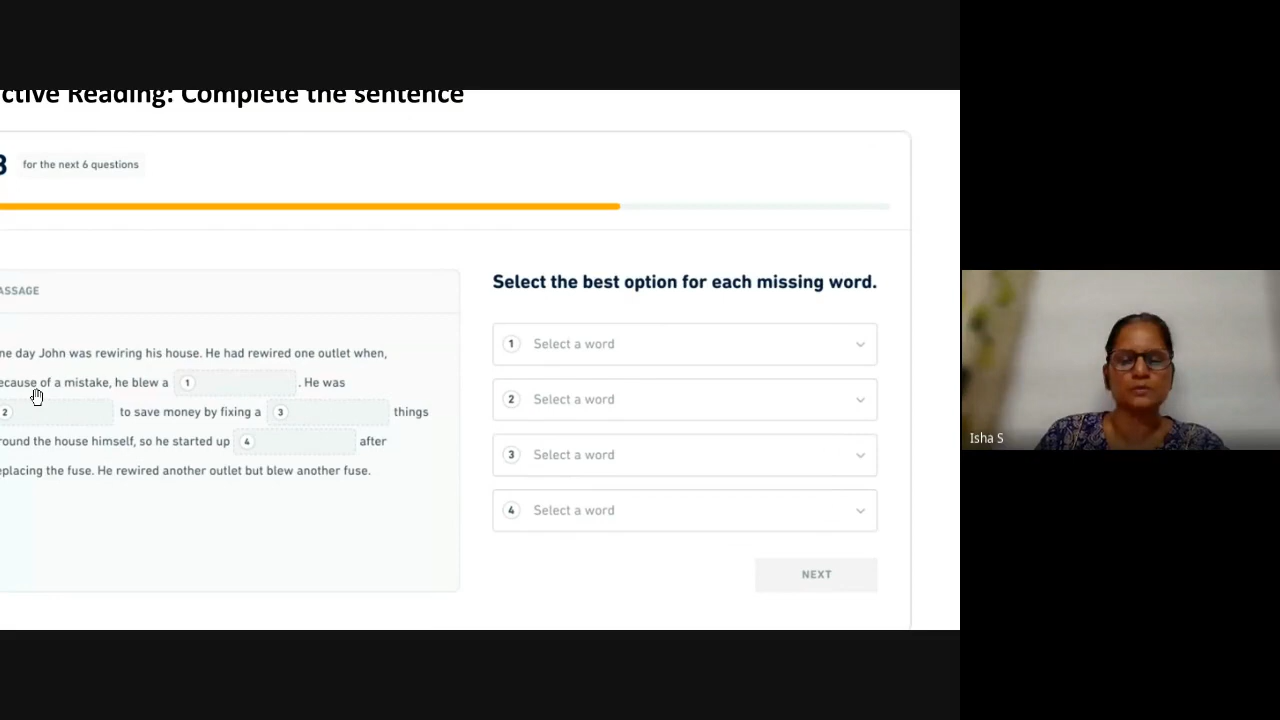 ctive Reading: Complete the sentence
3 for the next 6 questions
ASSAGE
Select the best option for each missing word.
ne day John was rewiring his house. He had rewired one outlet when,
ecause of a mistake, he blew a 1 . He was
2 to save money by fixing a 3 things
round the house himself, so he started up 4 after
eplacing the fuse. He rewired another outlet but blew another fuse.
1 Select a word
2 Select a word
3 Select a word
4 Select a word
NEXT
Isha S